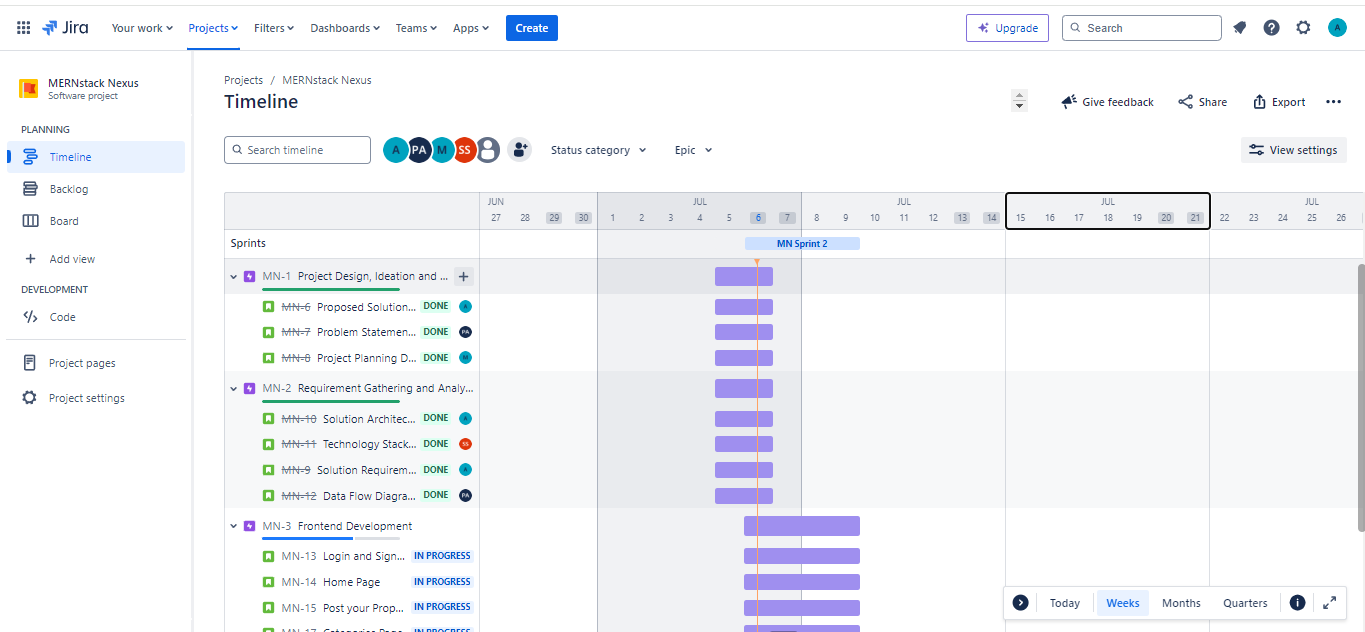 Jira Your work Projects Filters Dashboards Teams Apps Create Upgrade Search A
MERNstack Nexus
Software project
PLANNING
Timeline
Backlog
Board
Add view
DEVELOPMENT
Code
Project pages
Project settings
Projects / MERNstack Nexus
Timeline
Give feedback Share Export
Search timeline A PA M SS Status category Epic View settings
JUN JUL JUL JUL JUL
27 28 29 30 1 2 3 4 5 6 7 8 9 10 11 12 13 14 15 16 17 18 19 20 21 22 23 24 25 26
Sprints MN Sprint 2
MN-1 Project Design, Ideation and ...
MN-6 Proposed Solution... DONE A
MN-7 Problem Statemen... DONE PA
MN-8 Project Planning D... DONE M
MN-2 Requirement Gathering and Analy...
MN-10 Solution Architec... DONE A
MN-11 Technology Stack... DONE SS
MN-9 Solution Requirem... DONE A
MN-12 Data Flow Diagra... DONE PA
MN-3 Frontend Development
MN-13 Login and Sign... IN PROGRESS
MN-14 Home Page IN PROGRESS
MN-15 Post your Prop... IN PROGRESS
MN-17 Categories Page IN PROGRESS
Today Weeks Months Quarters